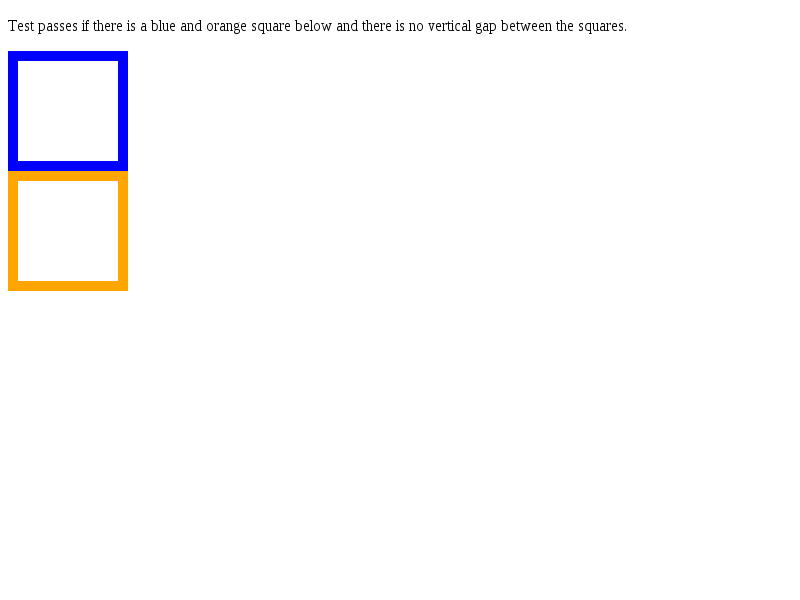 Test passes if there is a blue and orange square below and there is no vertical gap between the squares.